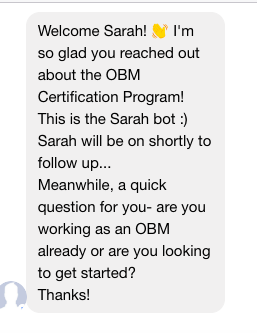 Welcome Sarah! 👋 I'm
so glad you reached out
about the OBM
Certification Program!
This is the Sarah bot :)
Sarah will be on shortly to
follow up...
Meanwhile, a quick
question for you- are you
working as an OBM
already or are you looking
to get started?
Thanks!